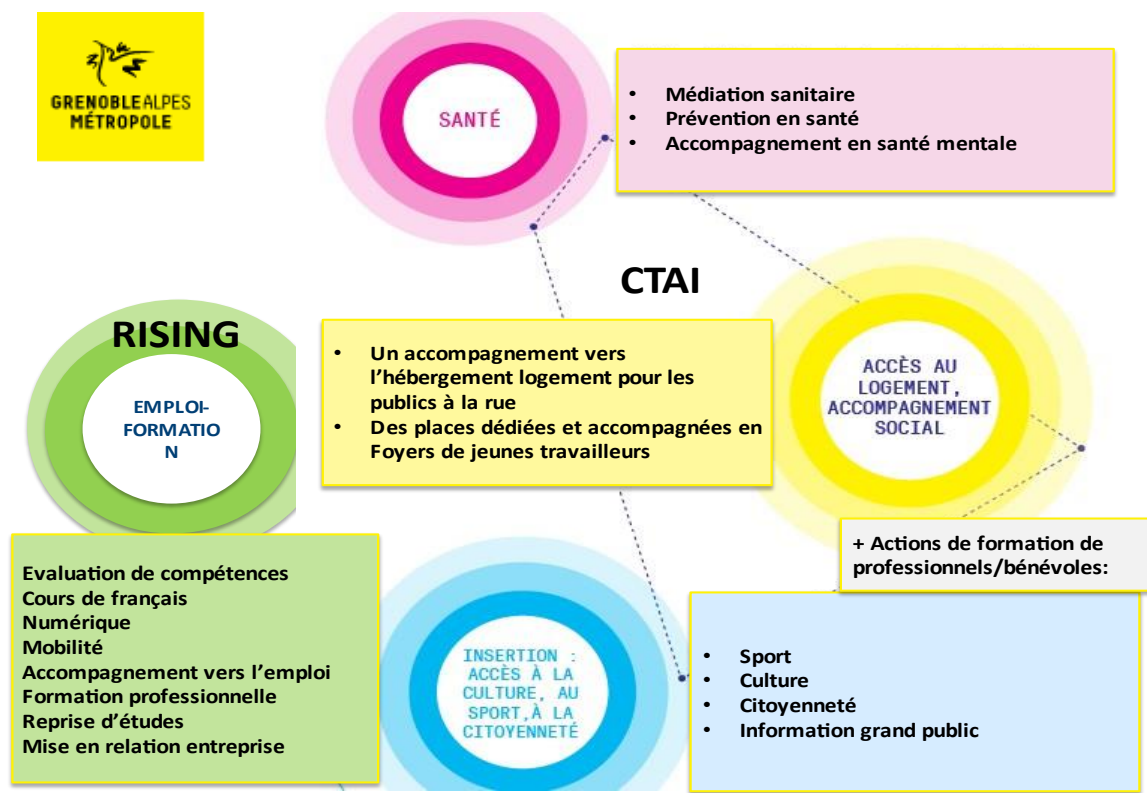 GRENOBLEALPES
MÉTROPOLE
SANTÉ
• Médiation sanitaire
• Prévention en santé
• Accompagnement en santé mentale
CTAI
RISING
EMPLOI-
FORMATIO
N
• Un accompagnement vers
l’hébergement logement pour les
publics à la rue
• Des places dédiées et accompagnées en
Foyers de jeunes travailleurs
ACCÈS AU
LOGEMENT,
ACCOMPAGNEMENT
SOCIAL
+ Actions de formation de
professionnels/bénévoles:
Evaluation de compétences
Cours de français
Numérique
Mobilité
Accompagnement vers l’emploi
Formation professionnelle
Reprise d’études
Mise en relation entreprise
INSERTION :
ACCÈS À LA
CULTURE, AU
SPORT,À LA
CITOYENNETÉ
• Sport
• Culture
• Citoyenneté
• Information grand public